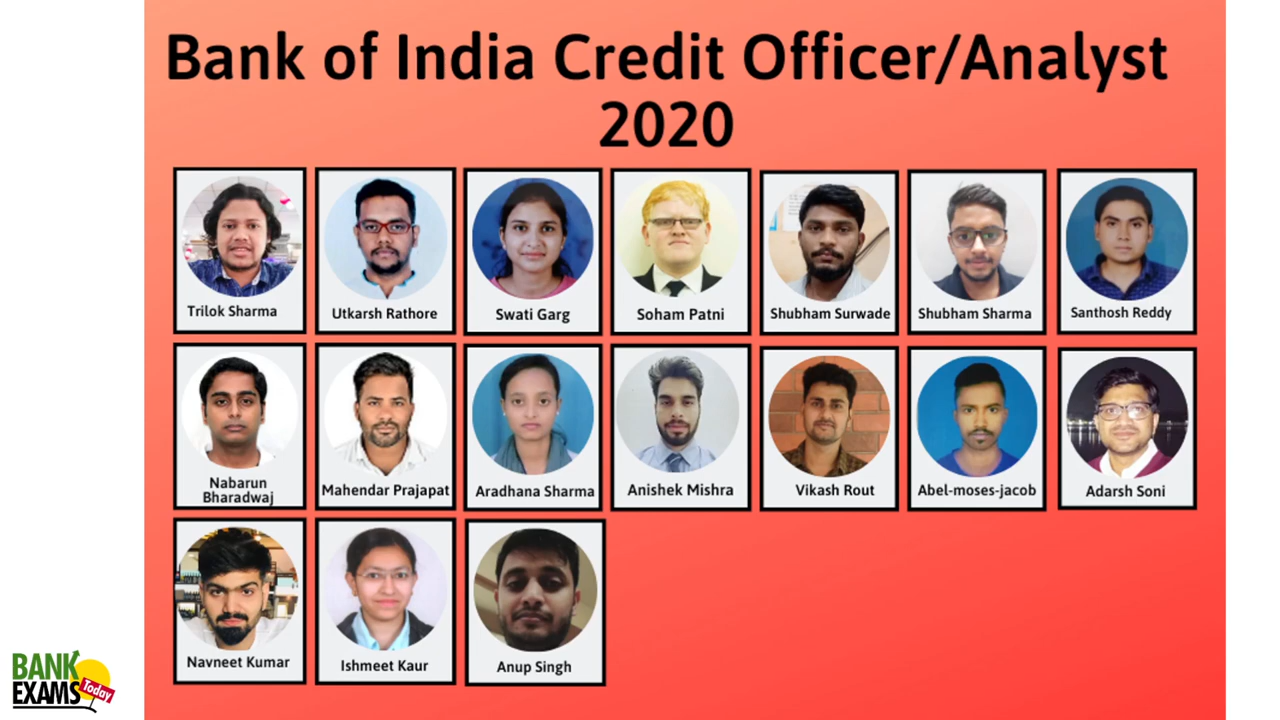 Bank of India Credit Officer/Analyst
2020
Trilok Sharma
Utkarsh Rathore
Swati Garg
Soham Patni
Shubham Surwade
Shubham Sharma
Santhosh Reddy
Nabarun
Bharadwaj
Mahendar Prajapat
Aradhana Sharma
Anishek Mishra
Vikash Rout
Abel-moses-jacob
Adarsh Soni
Navneet Kumar
Ishmeet Kaur
Anup Singh
BANK
EXAMS Today